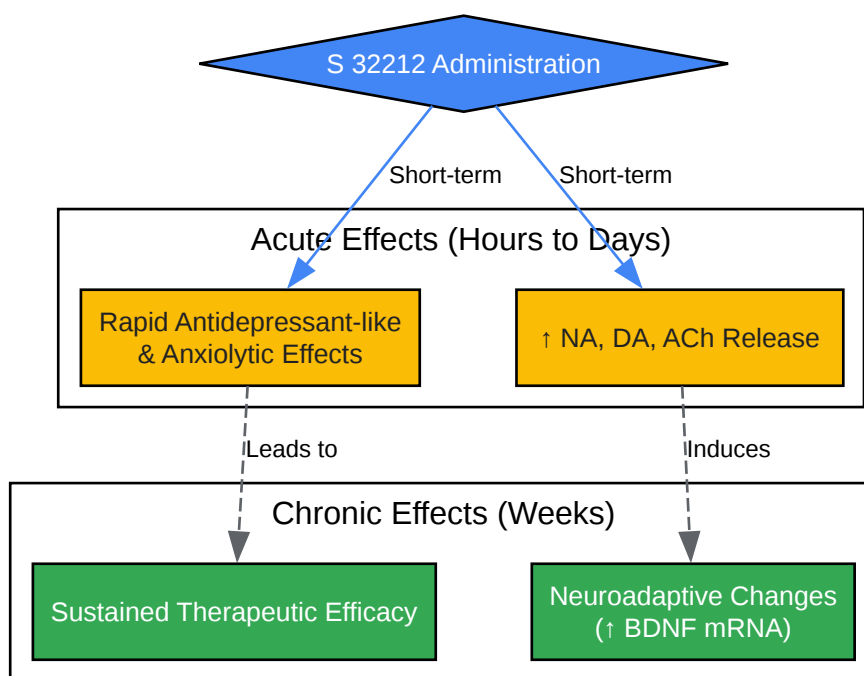 S 32212 Administration
Short-term
Short-term
Acute Effects (Hours to Days)
Rapid Antidepressant-like
& Anxiolytic Effects
↑ NA, DA, ACh Release
Leads to
Induces
Chronic Effects (Weeks)
Sustained Therapeutic Efficacy
Neuroadaptive Changes
(↑ BDNF mRNA)